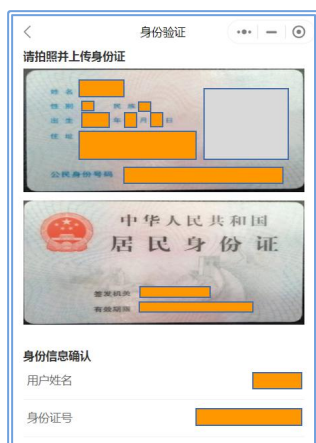 身份验证
请拍照并上传身份证
姓名
性别 民族
出生 年 月 日
住址
公民身份号码
中华人民共和国
居民身份证
签发机关
有效期限
身份信息确认
用户姓名
身份证号